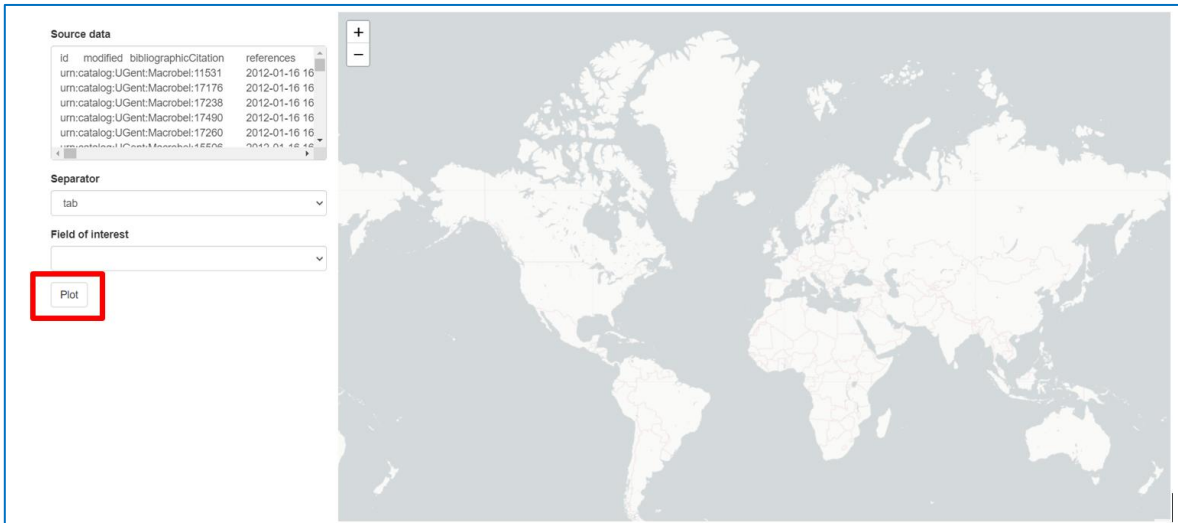 Source data
id modified bibliographicCitation references
urn:catalog:UGent:Macrobel:11531 2012-01-16 16
urn:catalog:UGent:Macrobel:17176 2012-01-16 16
urn:catalog:UGent:Macrobel:17238 2012-01-16 16
urn:catalog:UGent:Macrobel:17490 2012-01-16 16
urn:catalog:UGent:Macrobel:17260 2012-01-16 16
Separator
tab
Field of interest
Plot
+
−